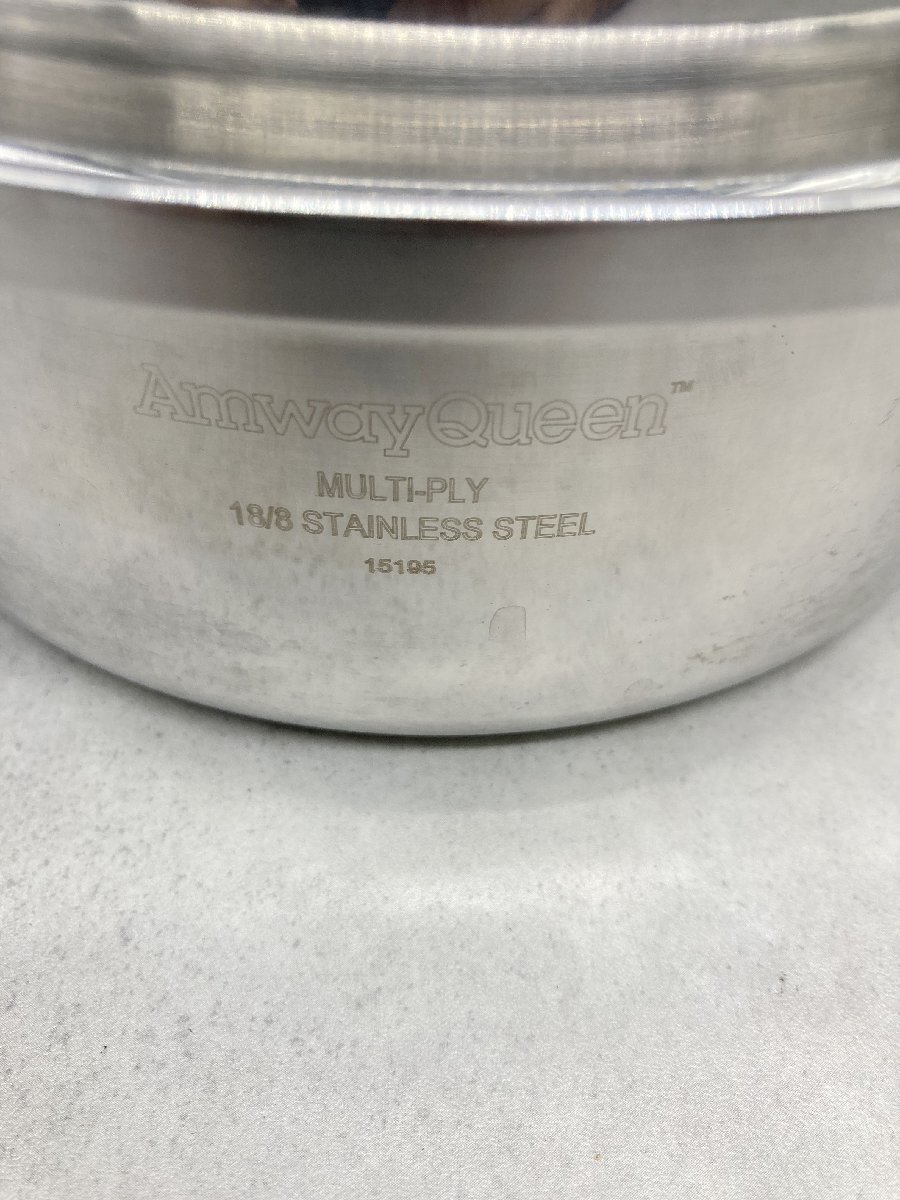 AmwayQueen™
MULTI-PLY
18/8 STAINLESS STEEL
15195